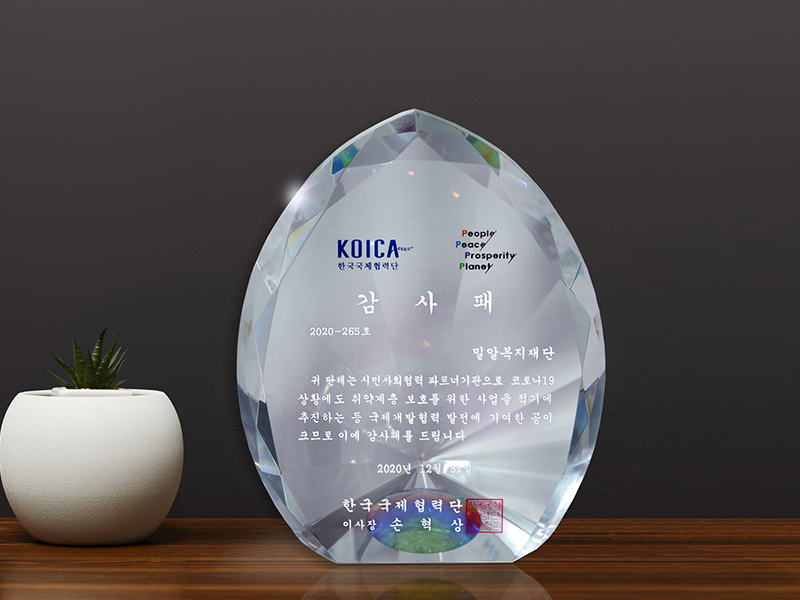 KOICA
한국국제협력단
People
Peace
Prosperity
Planet
감 사 패
2020-265호
밀알복지재단
귀 단체는 시민사회협력 파트너기관으로 코로나19
상황에도 취약계층 보호를 위한 사업을 적기에
추진하는 등 국제개발협력 발전에 기여한 공이
크므로 이에 감사패를 드립니다
2020년 12월 31일
한국국제협력단
이사장 손 혁 상